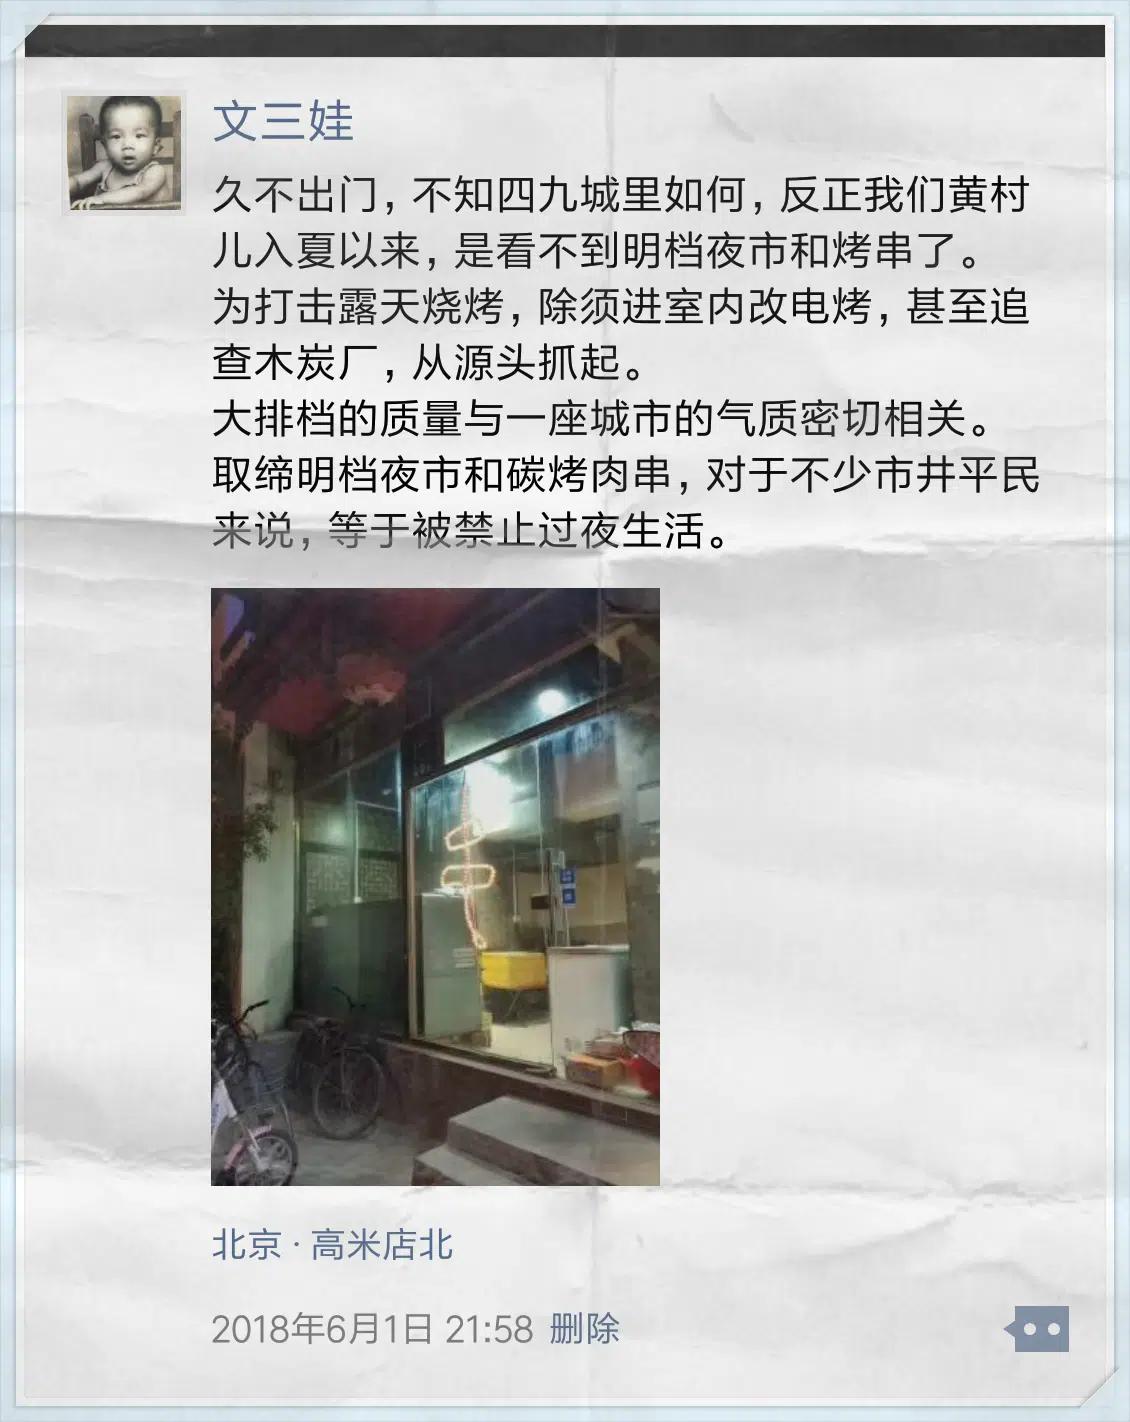 文三娃
久不出门，不知四九城里如何，反正我们黄村
儿入夏以来，是看不到明档夜市和烤串了。
为打击露天烧烤，除须进室内改电烤，甚至追
查木炭厂，从源头抓起。
大排档的质量与一座城市的气质密切相关。
取缔明档夜市和碳烤肉串，对于不少市井平民
来说，等于被禁止过夜生活。
北京·高米店北
2018年6月1日 21:58 删除